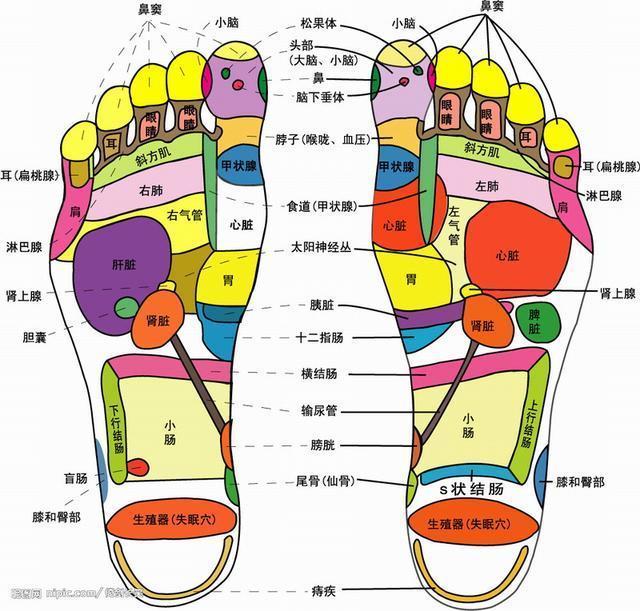 鼻窦
小脑
松果体
小脑
鼻窦
头部
(大脑、小脑)
鼻
脑下垂体
眼睛
眼睛
耳
眼睛
眼睛
耳
脖子(喉咙、血压)
斜方肌
斜方肌
耳(扁桃腺)
甲状腺
甲状腺
耳(扁桃腺)
右肺
左肺
淋巴腺
肩
食道(甲状腺)
肩
右气管
左气管
心脏
心脏
心脏
淋巴腺
太阳神经丛
肝脏
胃
胃
肾上腺
肾上腺
胰脏
胆囊
肾脏
肾脏
脾脏
十二指肠
横结肠
下行结肠
小肠
输尿管
小肠
上行结肠
膀胱
盲肠
尾骨(仙骨)
s状结肠
膝和臀部
膝和臀部
生殖器(失眠穴)
生殖器(失眠穴)
痔疾
昵图网 nipic.com/